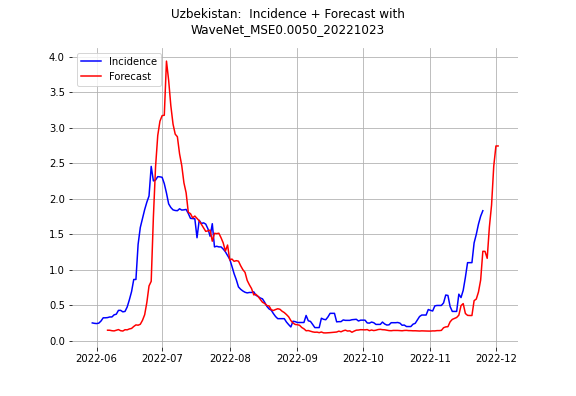 Uzbekistan:  Incidence + Forecast with
WaveNet_MSE0.0050_20221023
Incidence
Forecast
4.0
3.5
3.0
2.5
2.0
1.5
1.0
0.5
0.0
2022-06 2022-07 2022-08 2022-09 2022-10 2022-11 2022-12